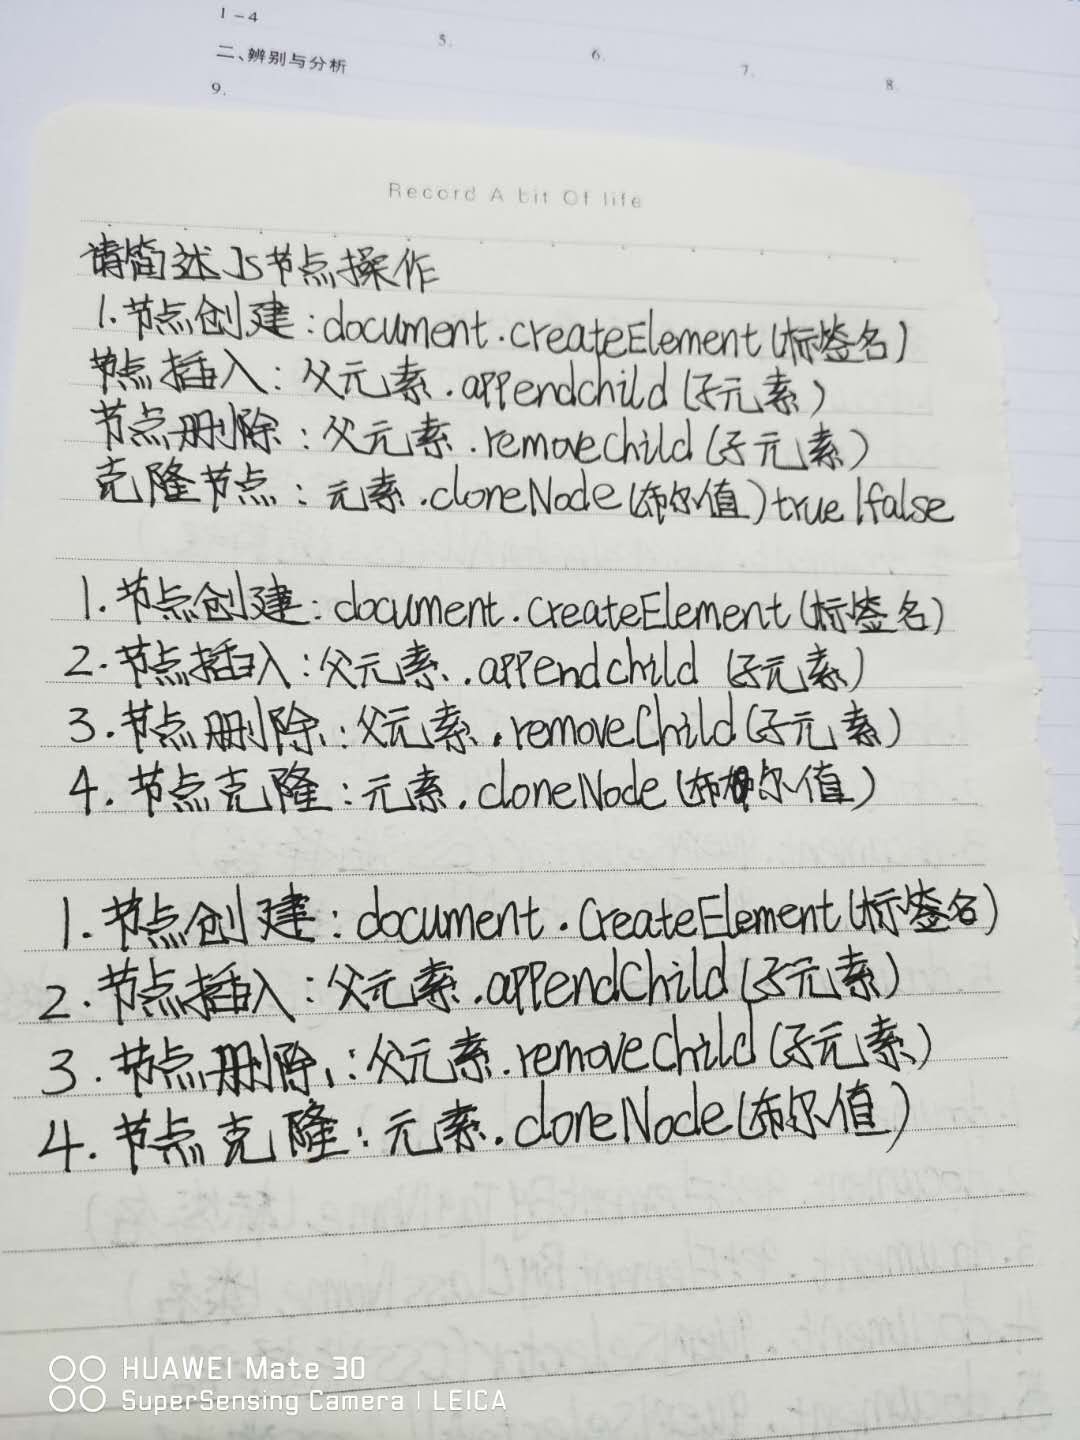 1-4
5.
6.
7.
8.
二、辨别与分析
9.
Record A bit Of life
请简述JS节点操作
1.节点创建:document.createElement(标签名)
节点插入:父元素.appendchild(子元素)
节点删除:父元素.removeChild(子元素)
克隆节点:元素.cloneNode(布尔值)true|false
1.节点创建:document.createElement(标签名)
2.节点插入:父元素.appendchild(子元素)
3.节点删除:父元素.removeChild(子元素)
4.节点克隆:元素.cloneNode(布尔值)
1.节点创建:document.CreateElement(标签名)
2.节点插入:父元素.appendChild(子元素)
3.节点删除:父元素.removeChild(子元素)
4.节点克隆:元素.cloneNode(布尔值)
HUAWEI Mate 30
SuperSensing Camera | LEICA